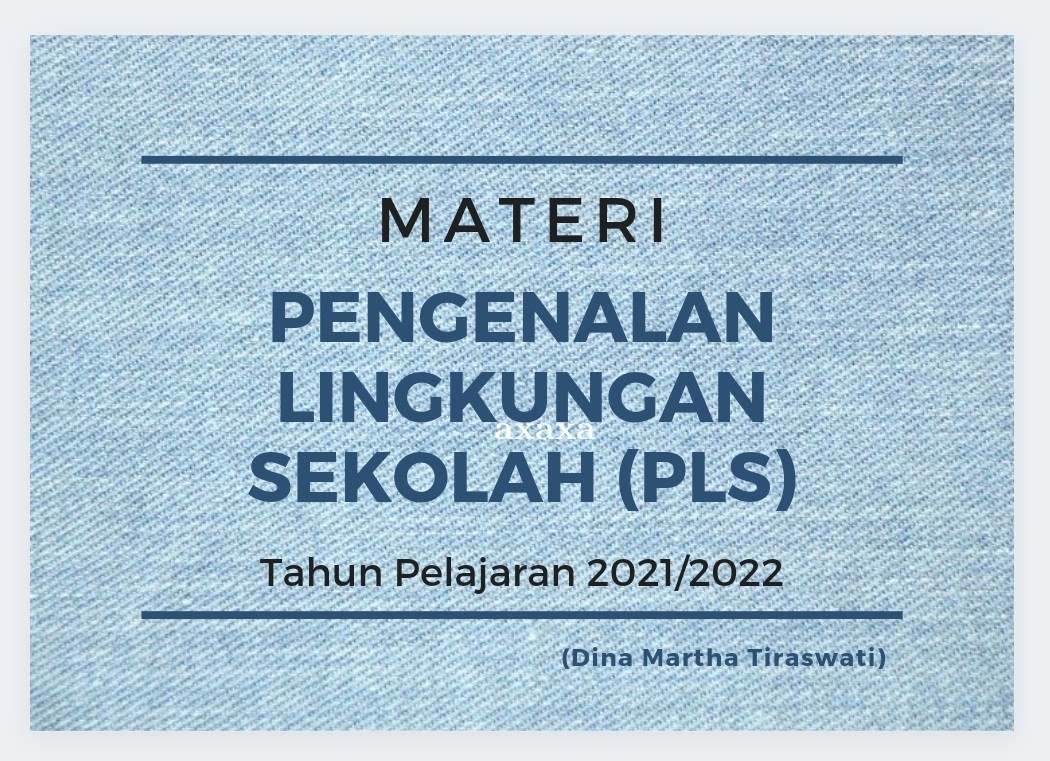 MATERI
PENGENALAN
LINGKUNGAN
axaxa
SEKOLAH (PLS)
Tahun Pelajaran 2021/2022
(Dina Martha Tiraswati)